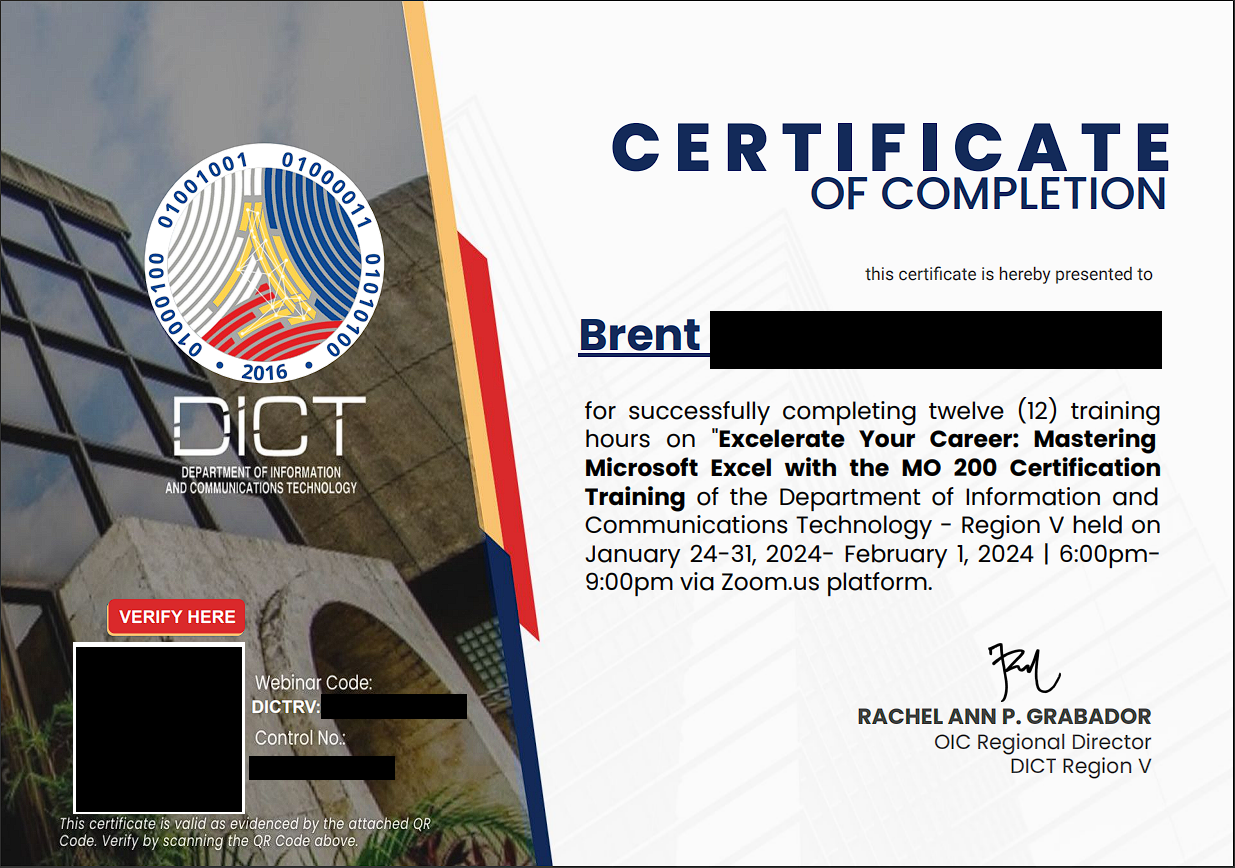 CERTIFICATE
OF COMPLETION
this certificate is hereby presented to
Brent
for successfully completing twelve (12) training
hours on "Excelerate Your Career: Mastering
Microsoft Excel with the MO 200 Certification
Training of the Department of Information and
Communications Technology - Region V held on
January 24-31, 2024- February 1, 2024 | 6:00pm-
9:00pm via Zoom.us platform.
RACHEL ANN P. GRABADOR
OIC Regional Director
DICT Region V
01000100 01001001 01000011 01010100
• 2016 •
DICT
DEPARTMENT OF INFORMATION
AND COMMUNICATIONS TECHNOLOGY
VERIFY HERE
Webinar Code:
DICTRV:
Control No.:
This certificate is valid as evidenced by the attached QR
Code. Verify by scanning the QR Code above.